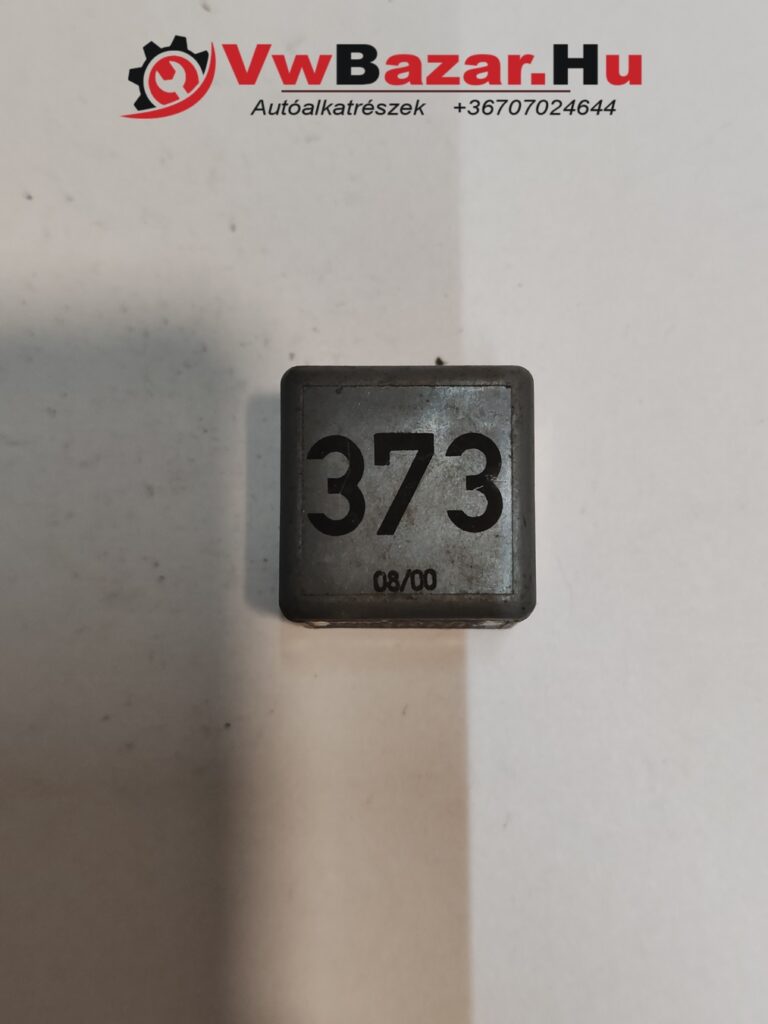 VwBazar.Hu
Autóalkatrészek +36707024644
373
08/00